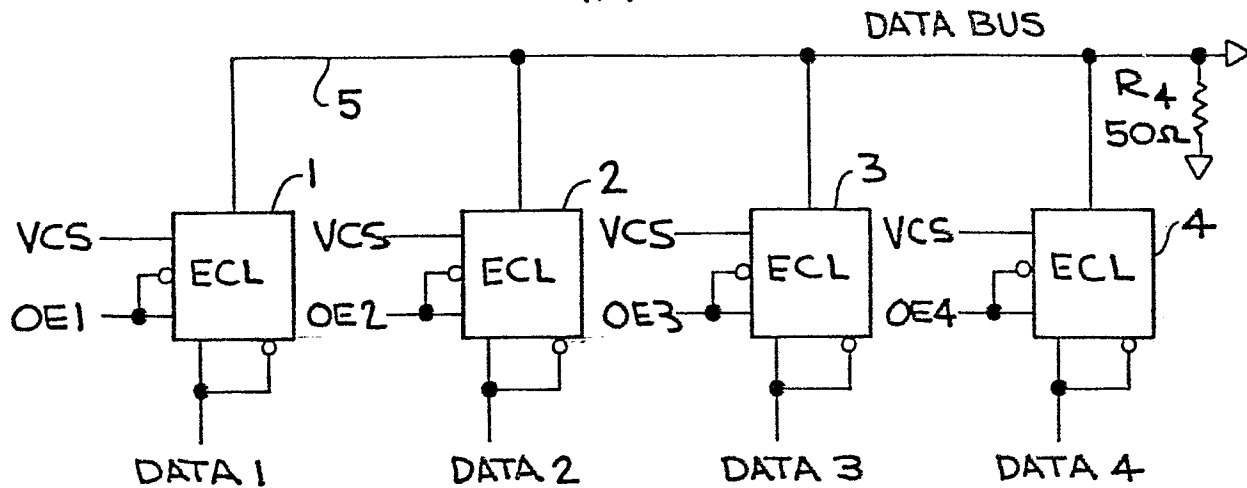 DATA BUS
5
R4
50Ω
1
2
3
4
VCS
VCS
VCS
VCS
ECL
ECL
ECL
ECL
OE1
OE2
OE3
OE4
DATA 1
DATA 2
DATA 3
DATA 4